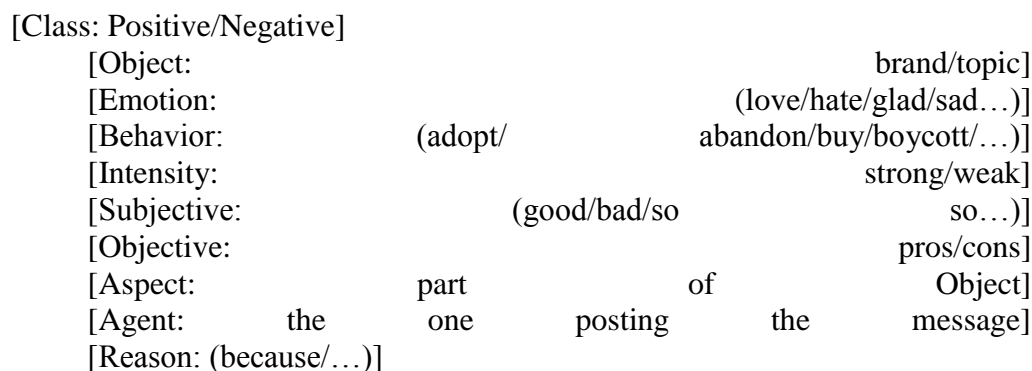 [Class: Positive/Negative]
[Object: brand/topic]
[Emotion: (love/hate/glad/sad…)]
[Behavior: (adopt/ abandon/buy/boycott/…)]
[Intensity: strong/weak]
[Subjective: (good/bad/so so…)]
[Objective: pros/cons]
[Aspect: part of Object]
[Agent: the one posting the message]
[Reason: (because/…)]